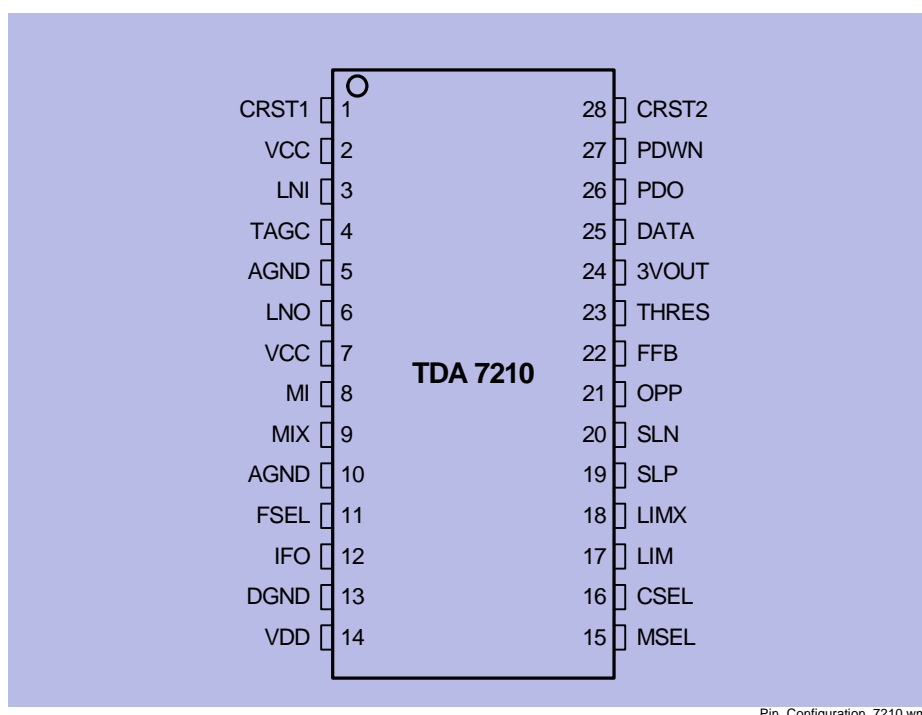 CRST1 1 28 CRST2
VCC 2 27 PDWN
LNI 3 26 PDO
TAGC 4 25 DATA
AGND 5 24 3VOUT
LNO 6 23 THRES
VCC 7 22 FFB
TDA 7210
MI 8 21 OPP
MIX 9 20 SLN
AGND 10 19 SLP
FSEL 11 18 LIMX
IFO 12 17 LIM
DGND 13 16 CSEL
VDD 14 15 MSEL